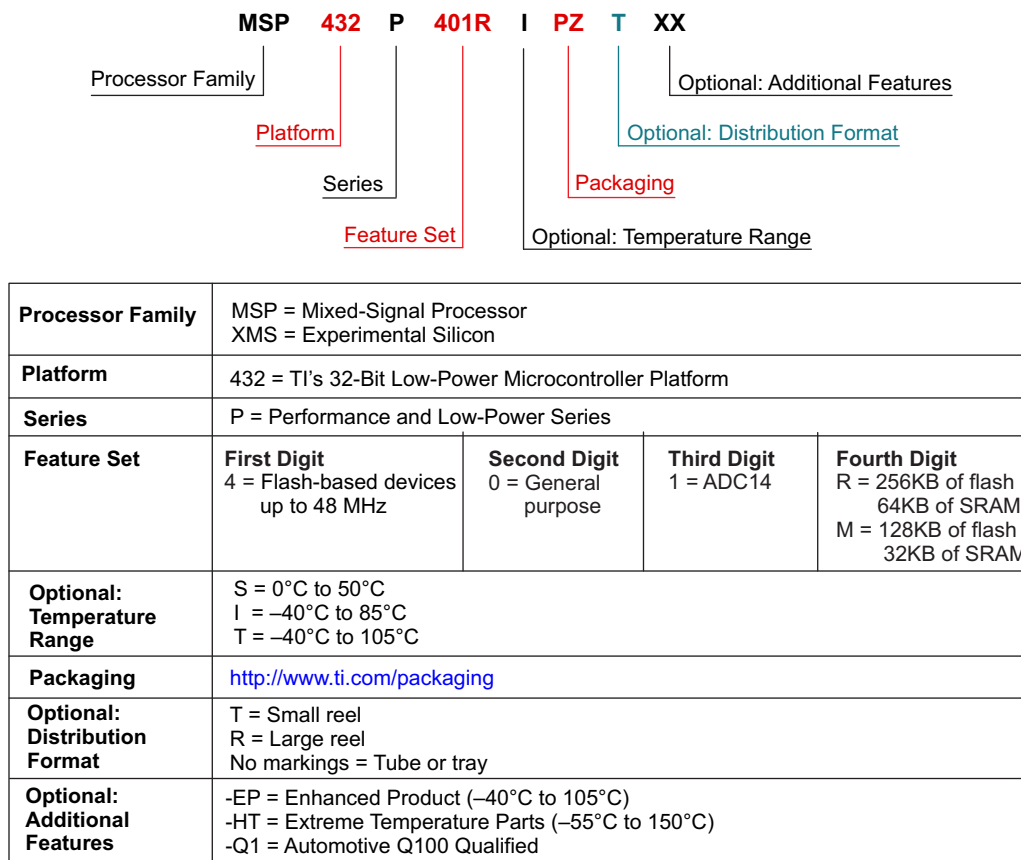 MSP 432 P 401R I PZ T XX
Processor Family
Optional: Additional Features
Platform
Optional: Distribution Format
Series
Packaging
Feature Set
Optional: Temperature Range
Processor Family
MSP = Mixed-Signal Processor
XMS = Experimental Silicon
Platform
432 = TI's 32-Bit Low-Power Microcontroller Platform
Series
P = Performance and Low-Power Series
Feature Set
First Digit
4 = Flash-based devices
up to 48 MHz
Second Digit
0 = General
purpose
Third Digit
1 = ADC14
Fourth Digit
R = 256KB of flash
64KB of SRAM
M = 128KB of flash
32KB of SRAM
Optional:
Temperature
Range
S = 0°C to 50°C
I = –40°C to 85°C
T = –40°C to 105°C
Packaging
http://www.ti.com/packaging
Optional:
Distribution
Format
T = Small reel
R = Large reel
No markings = Tube or tray
Optional:
Additional
Features
-EP = Enhanced Product (–40°C to 105°C)
-HT = Extreme Temperature Parts (–55°C to 150°C)
-Q1 = Automotive Q100 Qualified